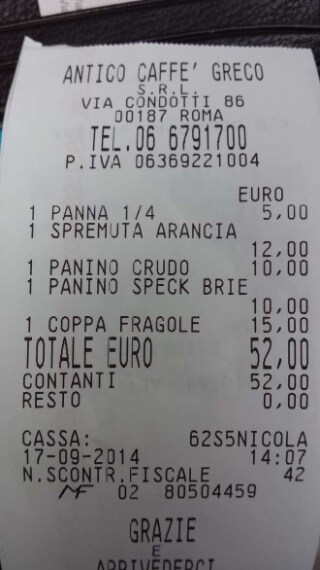 ANTICO CAFFE' GRECO
S.R.L.
VIA CONDOTTI 86
00187 ROMA
TEL.06 6791700
P.IVA 06369221004
EURO
1 PANNA 1/4 5,00
1 SPREMUTA ARANCIA
12,00
1 PANINO CRUDO 10,00
1 PANINO SPECK BRIE
10,00
1 COPPA FRAGOLE 15,00
TOTALE EURO 52,00
CONTANTI 52,00
RESTO 0,00
CASSA: 62S5NICOLA
17-09-2014 14:07
N.SCONTR.FISCALE 42
MF 02 80504459
GRAZIE
E
ARRIVEDERCI